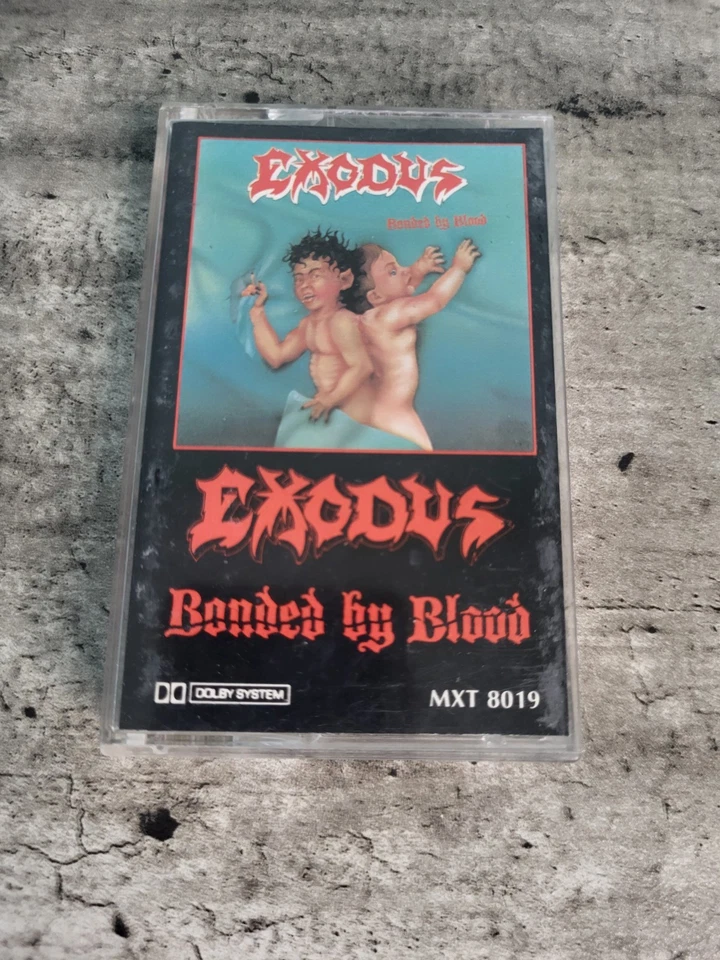 EXODUS
Bonded by Blood
EXODUS
Bonded by Blood
DOLBY SYSTEM
MXT 8019